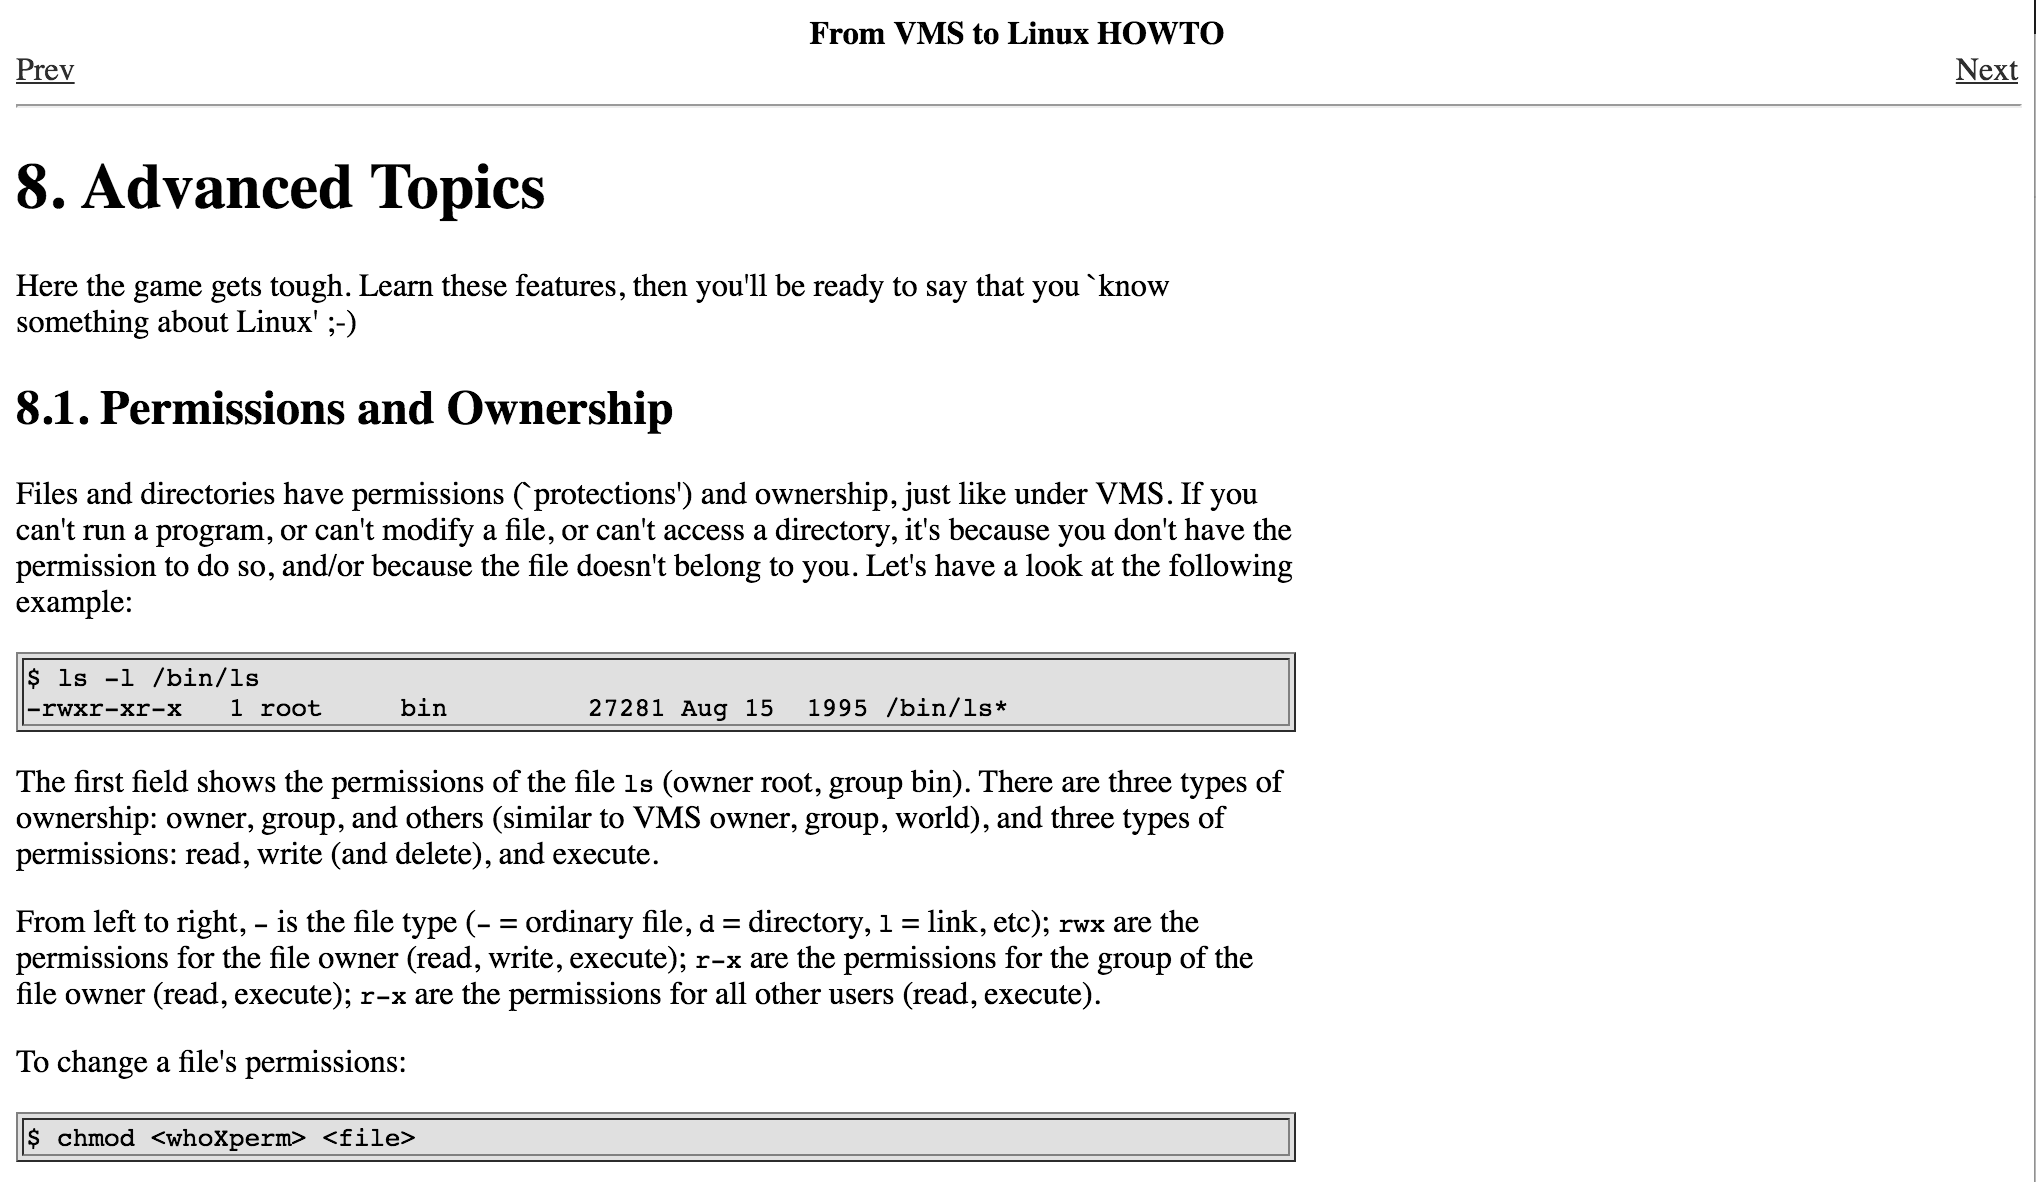 From VMS to Linux HOWTO
Prev Next
8. Advanced Topics
Here the game gets tough. Learn these features, then you'll be ready to say that you `know
something about Linux' ;-)
8.1. Permissions and Ownership
Files and directories have permissions (`protections') and ownership, just like under VMS. If you
can't run a program, or can't modify a file, or can't access a directory, it's because you don't have the
permission to do so, and/or because the file doesn't belong to you. Let's have a look at the following
example:
$ ls -l /bin/ls
-rwxr-xr-x   1 root     bin         27281 Aug 15  1995 /bin/ls*
The first field shows the permissions of the file ls (owner root, group bin). There are three types of
ownership: owner, group, and others (similar to VMS owner, group, world), and three types of
permissions: read, write (and delete), and execute.
From left to right, - is the file type (- = ordinary file, d = directory, l = link, etc); rwx are the
permissions for the file owner (read, write, execute); r-x are the permissions for the group of the
file owner (read, execute); r-x are the permissions for all other users (read, execute).
To change a file's permissions:
$ chmod <whoXperm> <file>